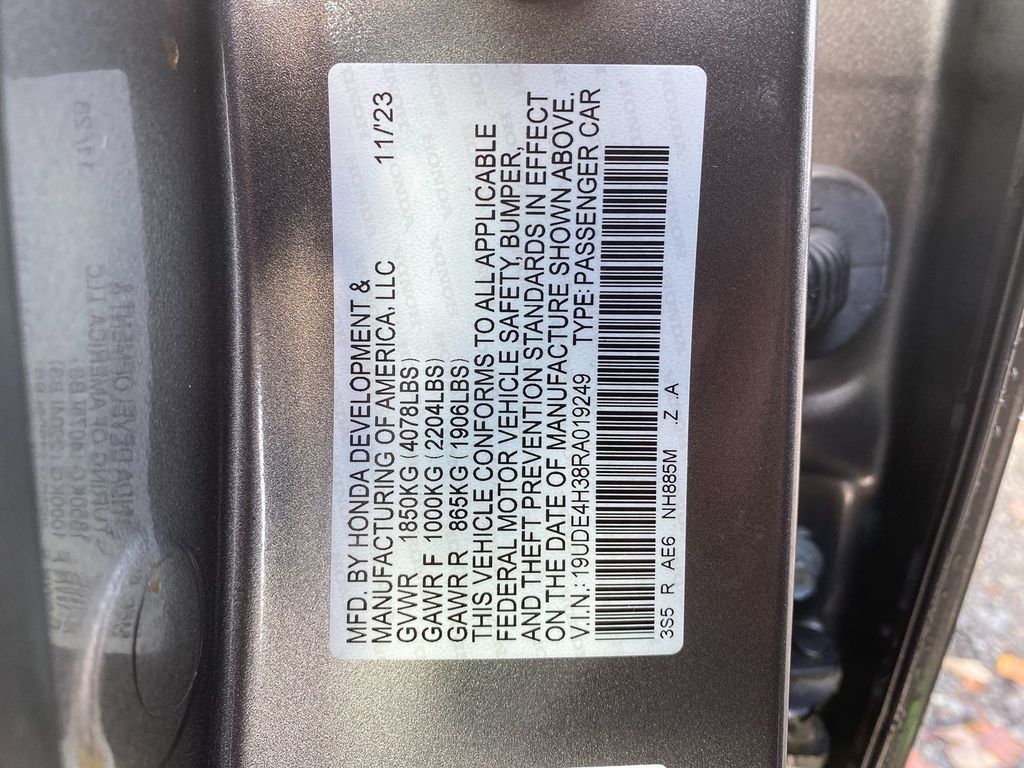 MFD. BY HONDA DEVELOPMENT &
MANUFACTURING OF AMERICA, LLC 11/'23
GVWR 1850KG (4078LBS)
GAWR F 1000KG (2204LBS)
GAWR R 865KG (1906LBS)
THIS VEHICLE CONFORMS TO ALL APPLICABLE
FEDERAL MOTOR VEHICLE SAFETY, BUMPER,
AND THEFT PREVENTION STANDARDS IN EFFECT
ON THE DATE OF MANUFACTURE SHOWN ABOVE.
V.I.N.: 19UDE4H38RA019249 TYPE:PASSENGER CAR
3S5 R AE6 NH885M .Z .A